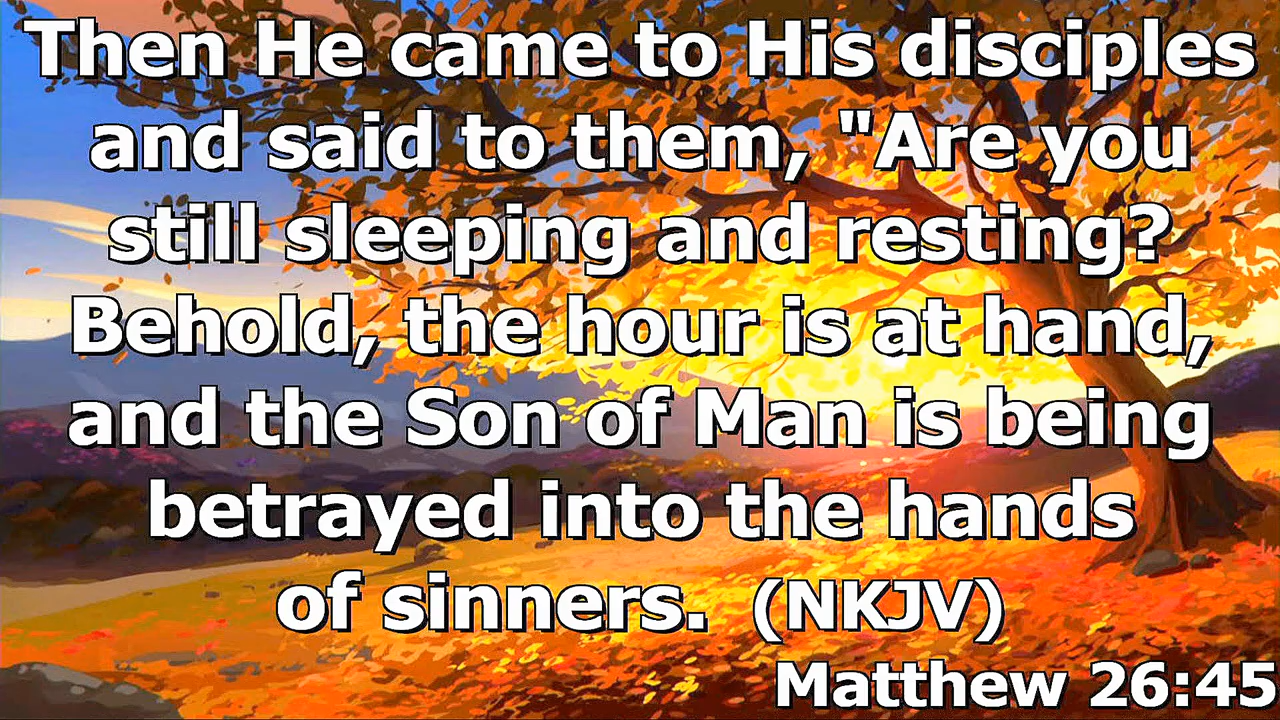 Then He came to His disciples
and said to them, "Are you
still sleeping and resting?
Behold, the hour is at hand,
and the Son of Man is being
betrayed into the hands
of sinners. (NKJV)
Matthew 26:45